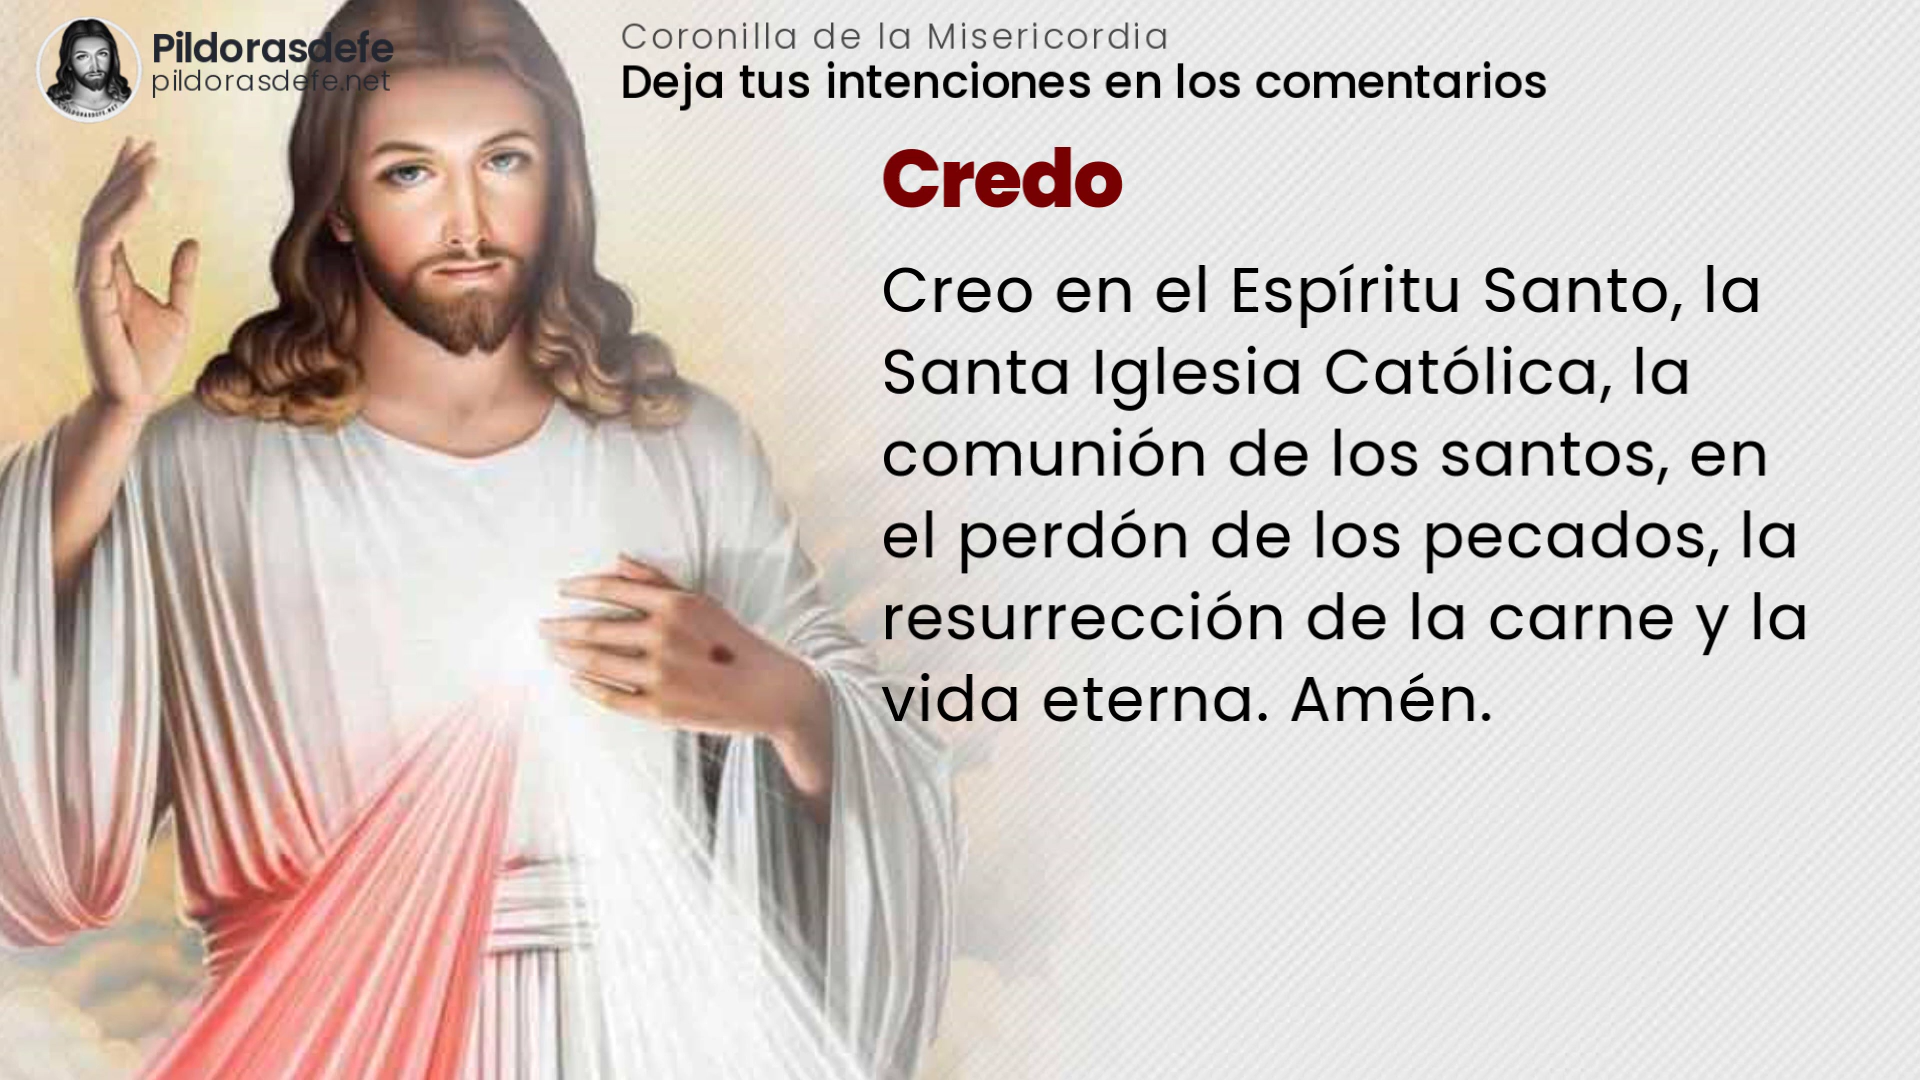 Pildorasdefe
pildorasdefe.net
Coronilla de la Misericordia
Deja tus intenciones en los comentarios
Credo
Creo en el Espíritu Santo, la
Santa Iglesia Católica, la
comunión de los santos, en
el perdón de los pecados, la
resurrección de la carne y la
vida eterna. Amén.